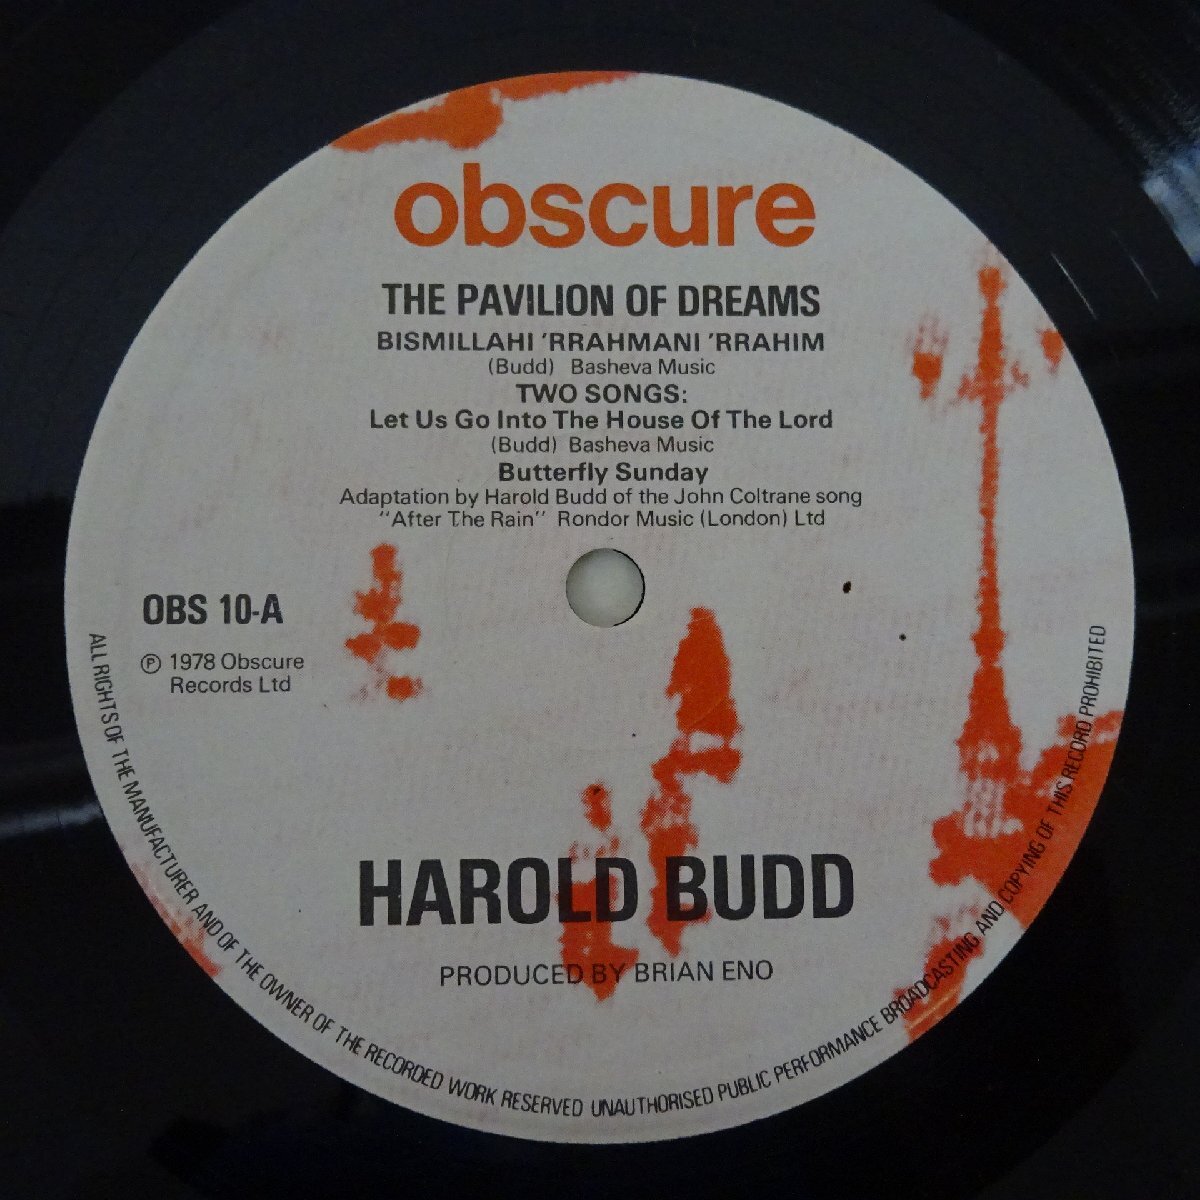 obscure
THE PAVILION OF DREAMS
BISMILLAHI ’RRAHMANI ’RRAHIM
(Budd) Basheva Music
TWO SONGS:
Let Us Go Into The House Of The Lord
(Budd) Basheva Music
Butterfly Sunday
Adaptation by Harold Budd of the John Coltrane song
“After The Rain” Rondor Music (London) Ltd
OBS 10-A
℗ 1978 Obscure
Records Ltd
HAROLD BUDD
PRODUCED BY BRIAN ENO
ALL RIGHTS OF THE MANUFACTURER AND OF THE OWNER OF THE RECORDED WORK RESERVED UNAUTHORISED PUBLIC PERFORMANCE BROADCASTING AND COPYING OF THIS RECORD PROHIBITED